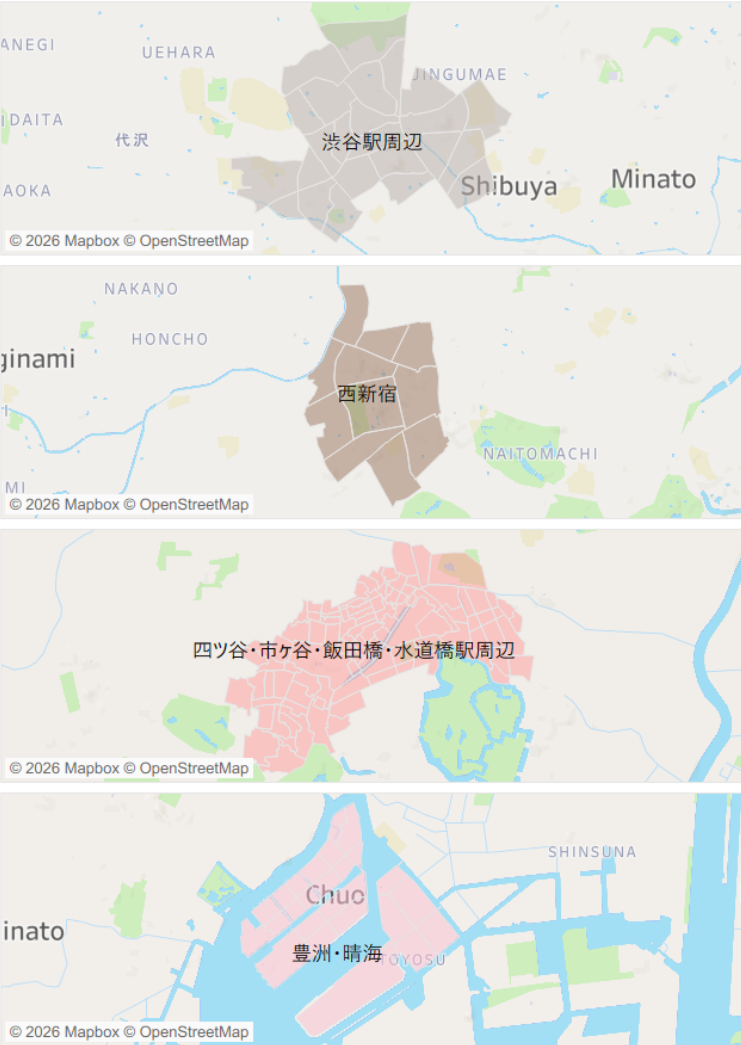 ANEGI
UEHARA
JINGUMAE
IDAITA
代沢
渋谷駅周辺
AOKA
Shibuya
Minato
© 2026 Mapbox © OpenStreetMap
NAKANO
HONCHO
ginami
西新宿
NAITOMACHI
MI
© 2026 Mapbox © OpenStreetMap
四ツ谷・市ヶ谷・飯田橋・水道橋駅周辺
© 2026 Mapbox © OpenStreetMap
SHINSUNA
Chuo
inato
豊洲・晴海
TOYOSU
© 2026 Mapbox © OpenStreetMap